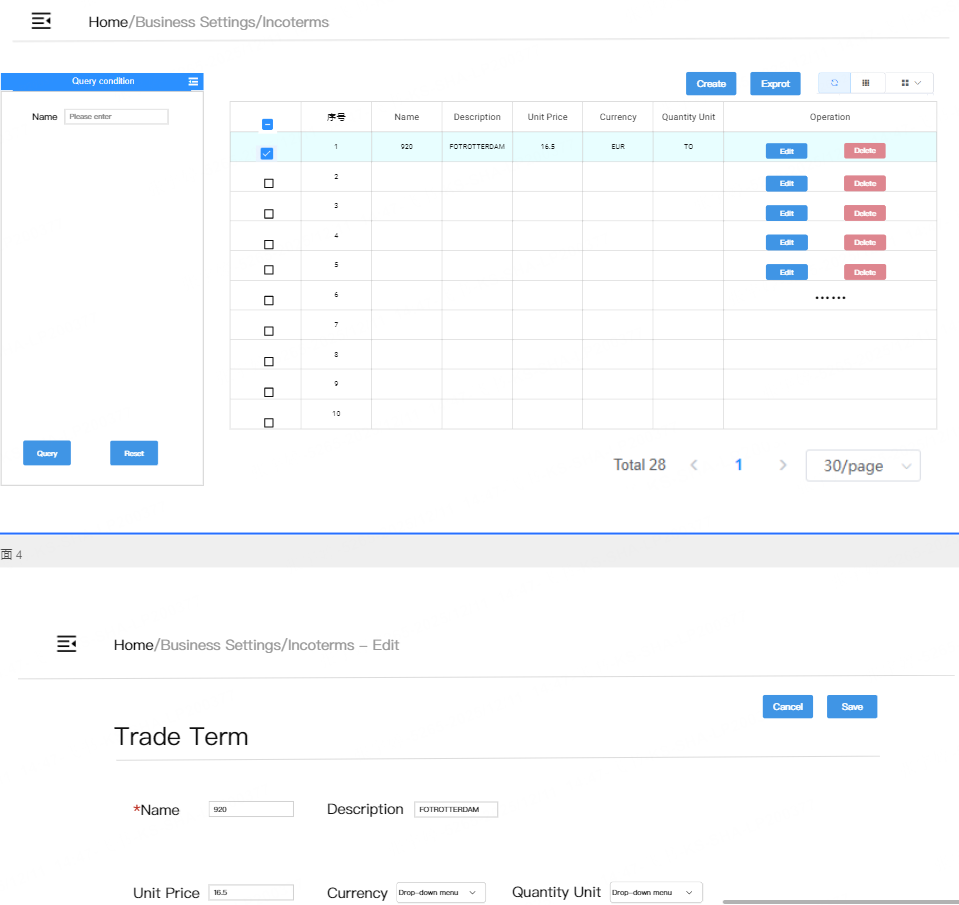 Home/Business Settings/Incoterms
Query condition
Name Please enter
Query Reset
Create Exprot
序号 Name Description Unit Price Currency Quantity Unit Operation
1 920 FOTROTTERDAM 16.5 EUR TO Edit Delete
2 Edit Delete
3 Edit Delete
4 Edit Delete
5 Edit Delete
6 ······
7
8
9
10
Total 28 < 1 > 30/page
面 4
Home/Business Settings/Incoterms - Edit
Cancel Save
Trade Term
*Name 920 Description FOTROTTERDAM
Unit Price 16.5 Currency Drop-down menu Quantity Unit Drop-down menu